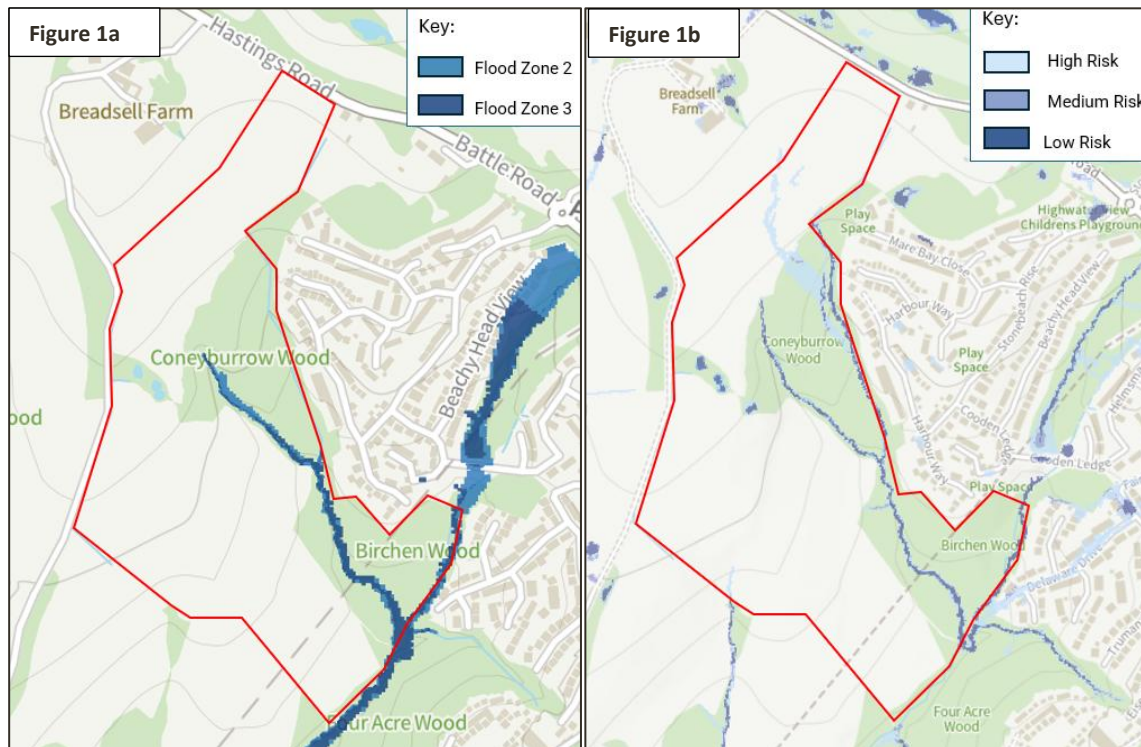 Figure 1a
Key:
Flood Zone 2
Flood Zone 3
Hastings Road
Breadsell Farm
Battle Road
Beachy Head View
Coneyburrow Wood
ood
Birchen Wood
Four Acre Wood
Figure 1b
Key:
High Risk
Medium Risk
Low Risk
Road
Breadsell
Farm
Play
Space
Highwater View
Childrens Playground
Mare Bay Close
Stonebeach Rise
Beachy Head View
Harbour Way
Coneyburrow
Wood
Play
Space
Cooden Ledge
Harbour Way
Cooden Ledge
Play Space
Birchen Wood
Delaware Drive
Four Acre
Wood